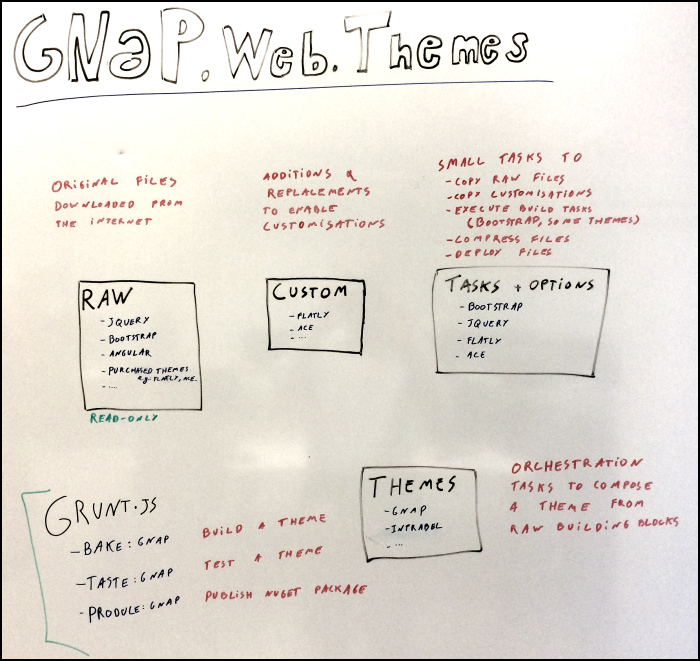 GNaP.Web.Themes
ORIGINAL FILES
DOWNLOADED FROM
THE INTERNET
ADDITIONS &
REPLACEMENTS
TO ENABLE
CUSTOMISATIONS
SMALL TASKS TO
- COPY RAW FILES
- COPY CUSTOMISATIONS
- EXECUTE BUILD TASKS
(BOOTSTRAP, SOME THEMES)
- COMPRESS FILES
- DEPLOY FILES
RAW
- JQUERY
- BOOTSTRAP
- ANGULAR
- PURCHASED THEMES
e.g. FLATLY, ACE.
- ....
READ-ONLY
CUSTOM
- FLATLY
- ACE
- ...
TASKS + OPTIONS
- BOOTSTRAP
- JQUERY
- FLATLY
- ACE
GRUNT.JS
- BAKE: GNAP
BUILD A THEME
- TASTE: GNAP
TEST A THEME
- PRODULE: GNAP
PUBLISH NUGET PACKAGE
THEMES
- GNAP
- INFRABEL
- ...
ORCHESTRATION
TASKS TO COMPOSE
A THEME FROM
RAW BUILDING BLOCKS